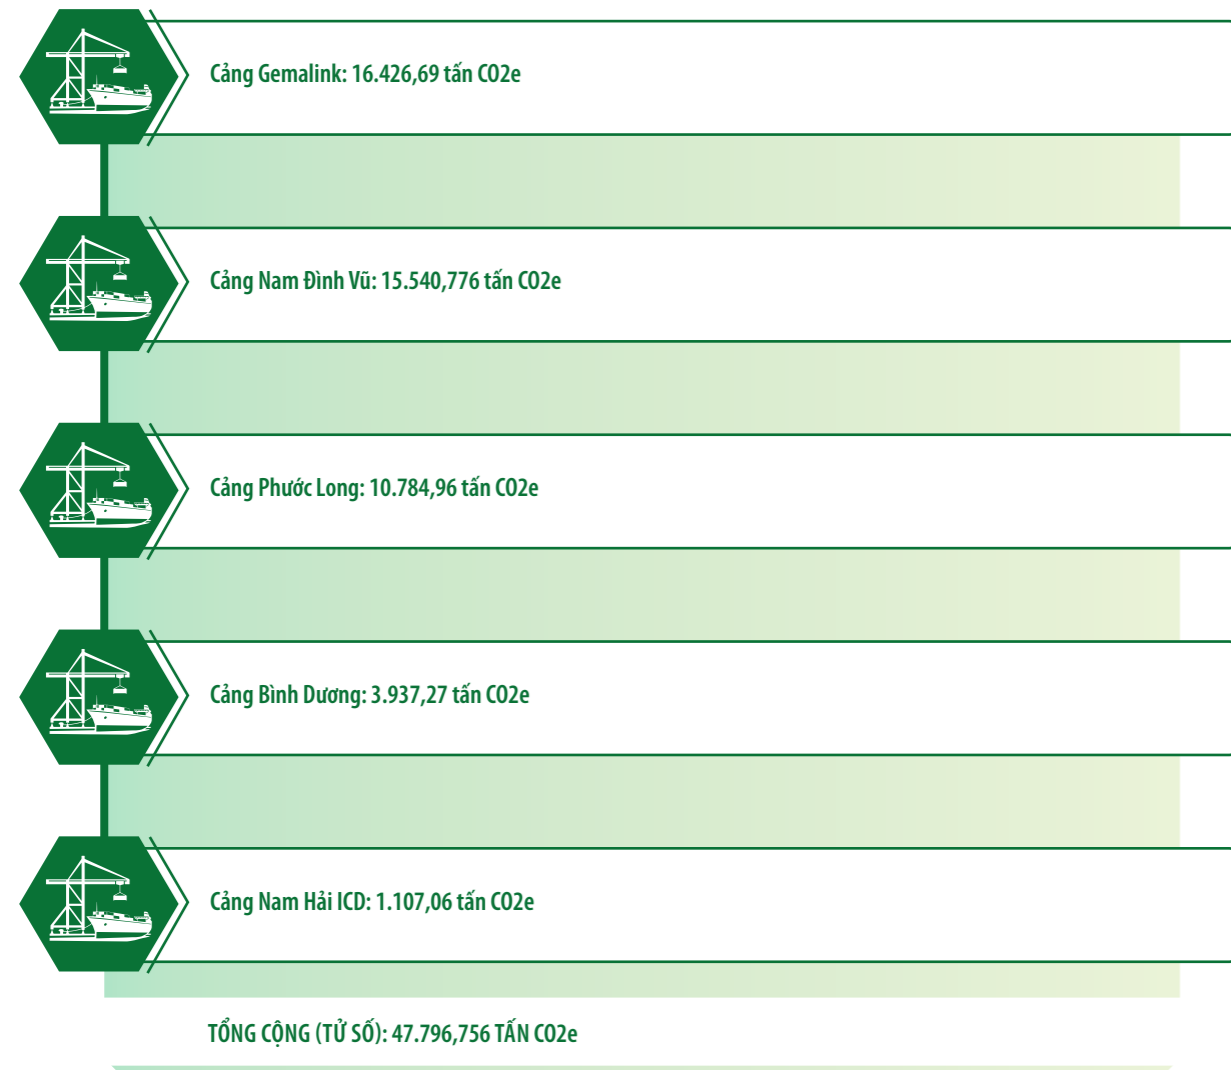 Cảng Gemalink: 16.426,69 tấn CO2e
Cảng Nam Đình Vũ: 15.540,776 tấn CO2e
Cảng Phước Long: 10.784,96 tấn CO2e
Cảng Bình Dương: 3.937,27 tấn CO2e
Cảng Nam Hải ICD: 1.107,06 tấn CO2e
TỔNG CỘNG (TỬ SỐ): 47.796,756 TẤN CO2e